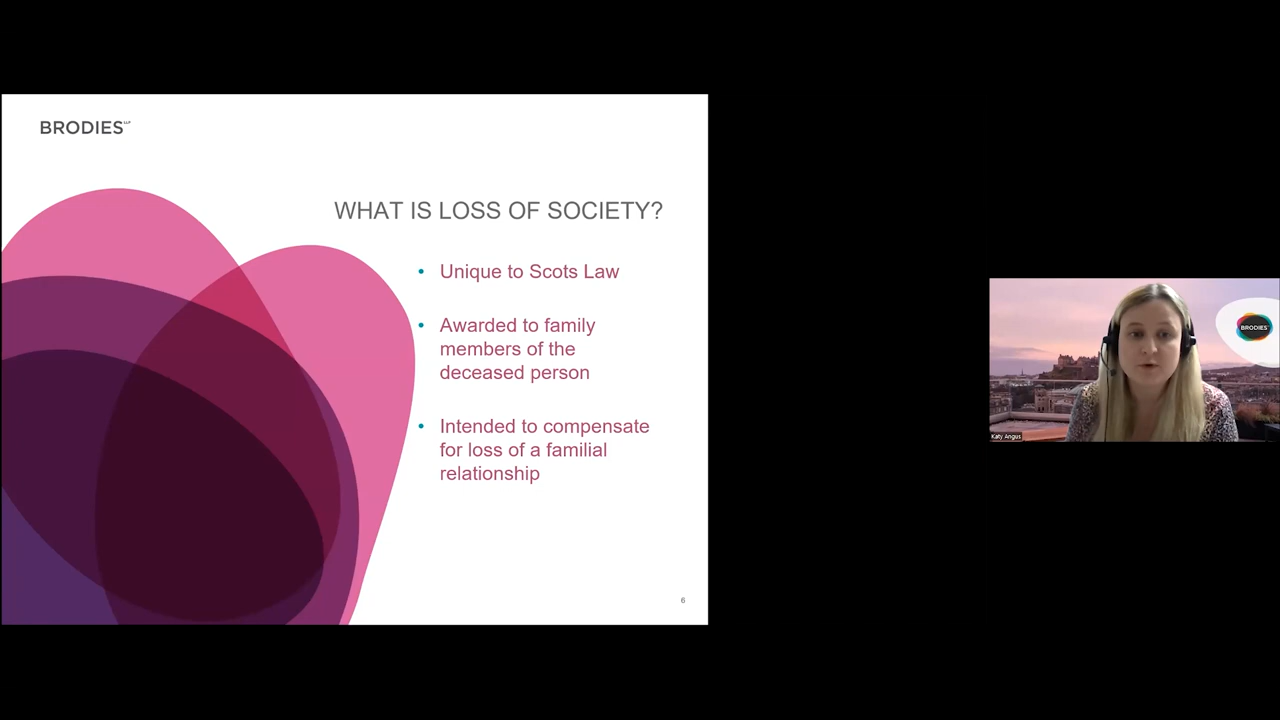 BRODIES LLP
WHAT IS LOSS OF SOCIETY?
• Unique to Scots Law
• Awarded to family
members of the
deceased person
• Intended to compensate
for loss of a familial
relationship
6
BRODIES
Katy Angus